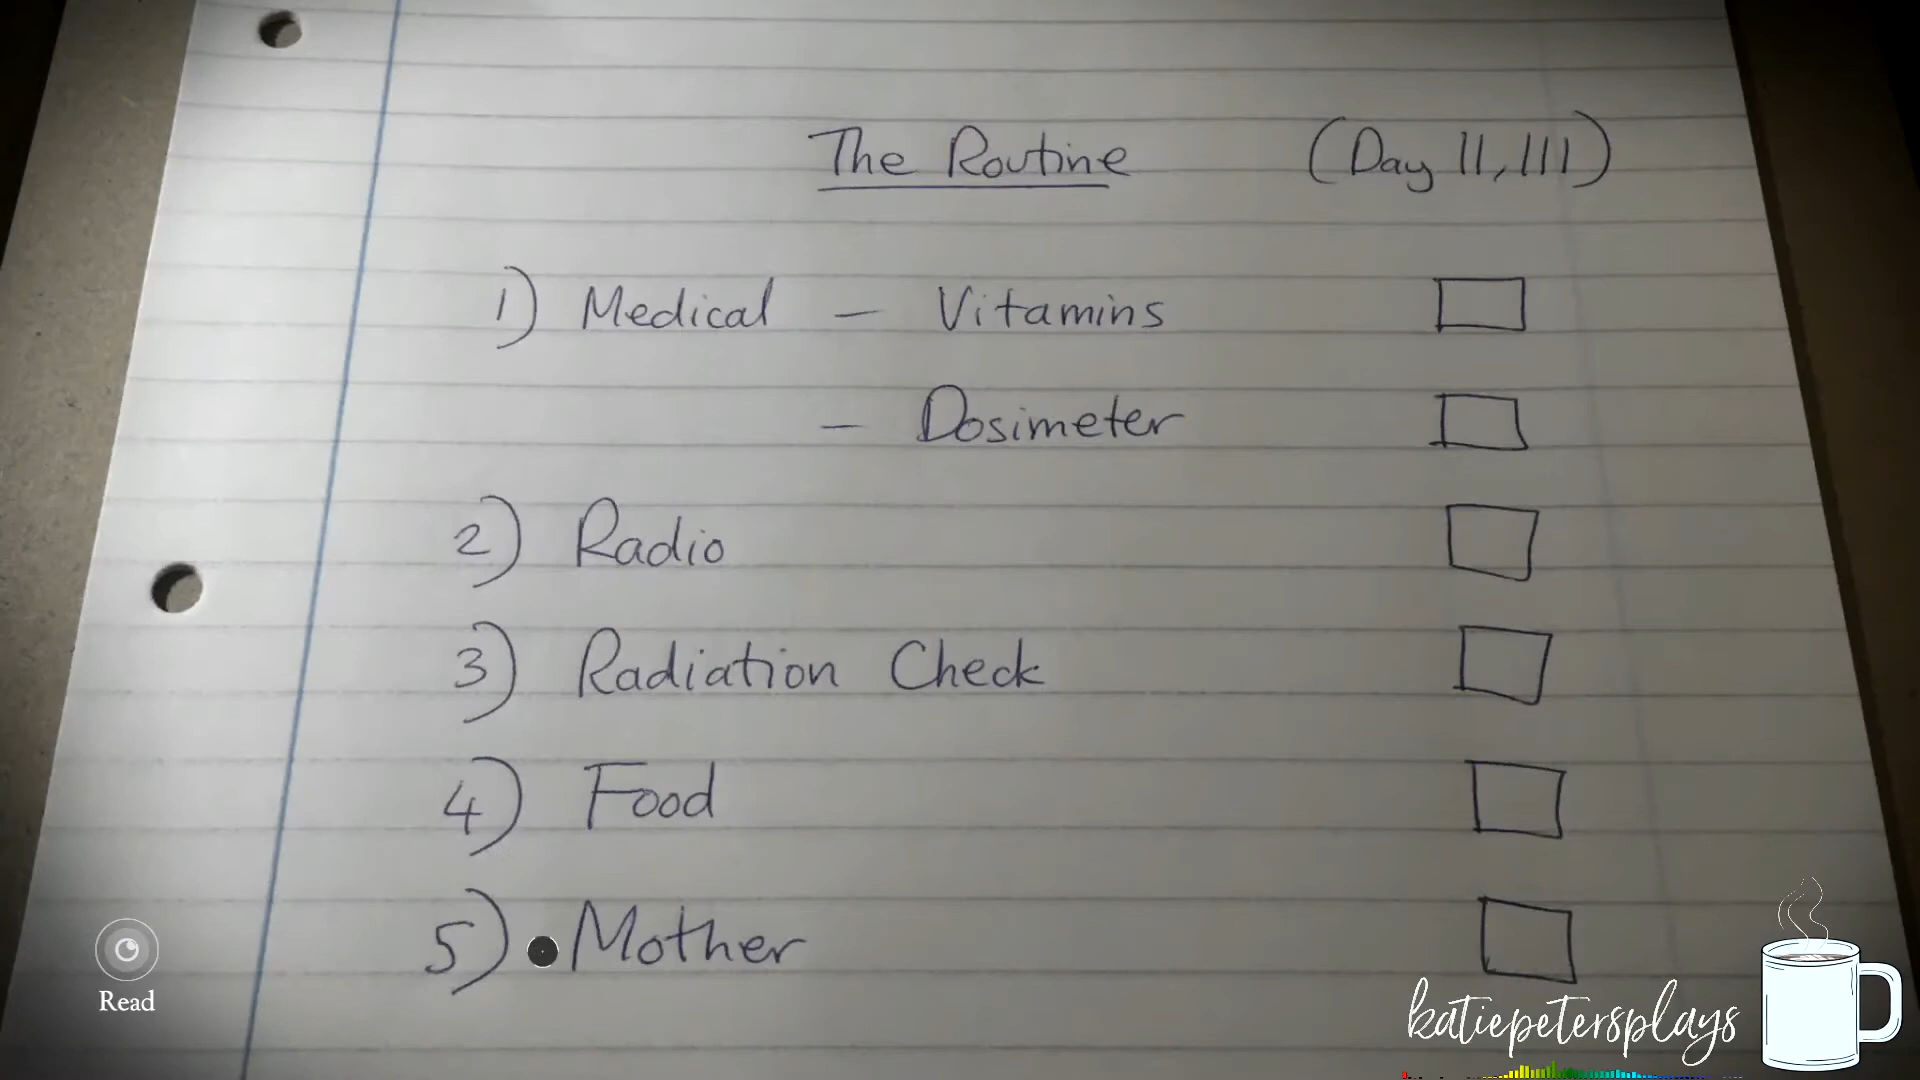 The Routine (Day II, III)
1) Medical – Vitamins
– Dosimeter
2) Radio
3) Radiation Check
4) Food
5) Mother
Read
katiepetersplays